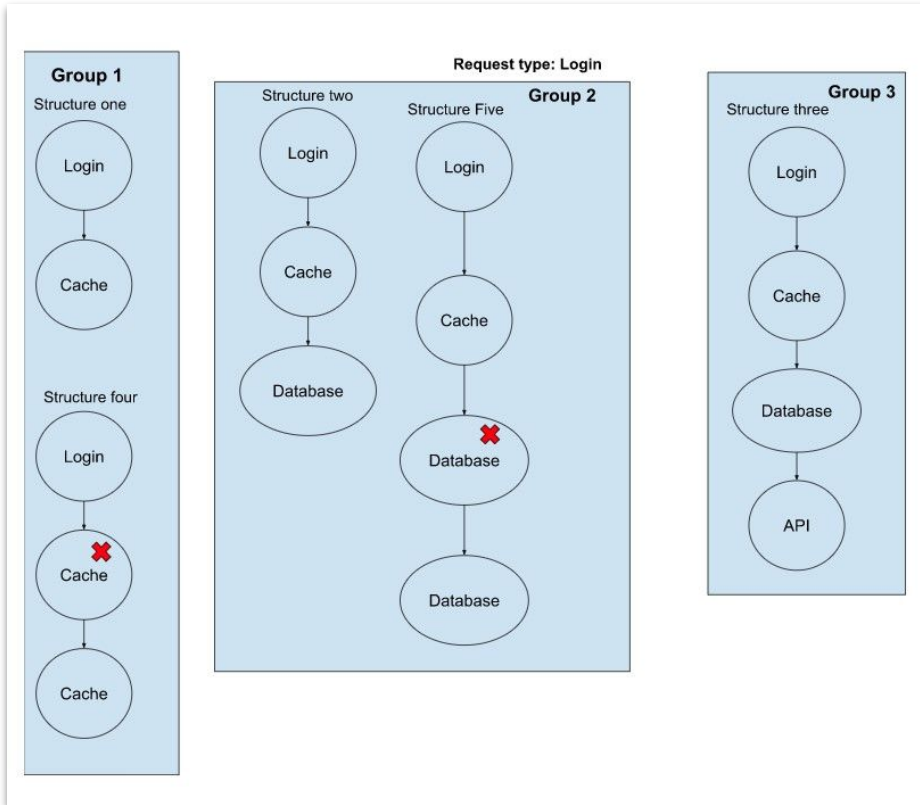 Request type: Login
Group 1
Structure one
Login
Cache
Structure four
Login
Cache
Cache
Group 2
Structure two
Login
Cache
Database
Structure Five
Login
Cache
Database
Database
Group 3
Structure three
Login
Cache
Database
API